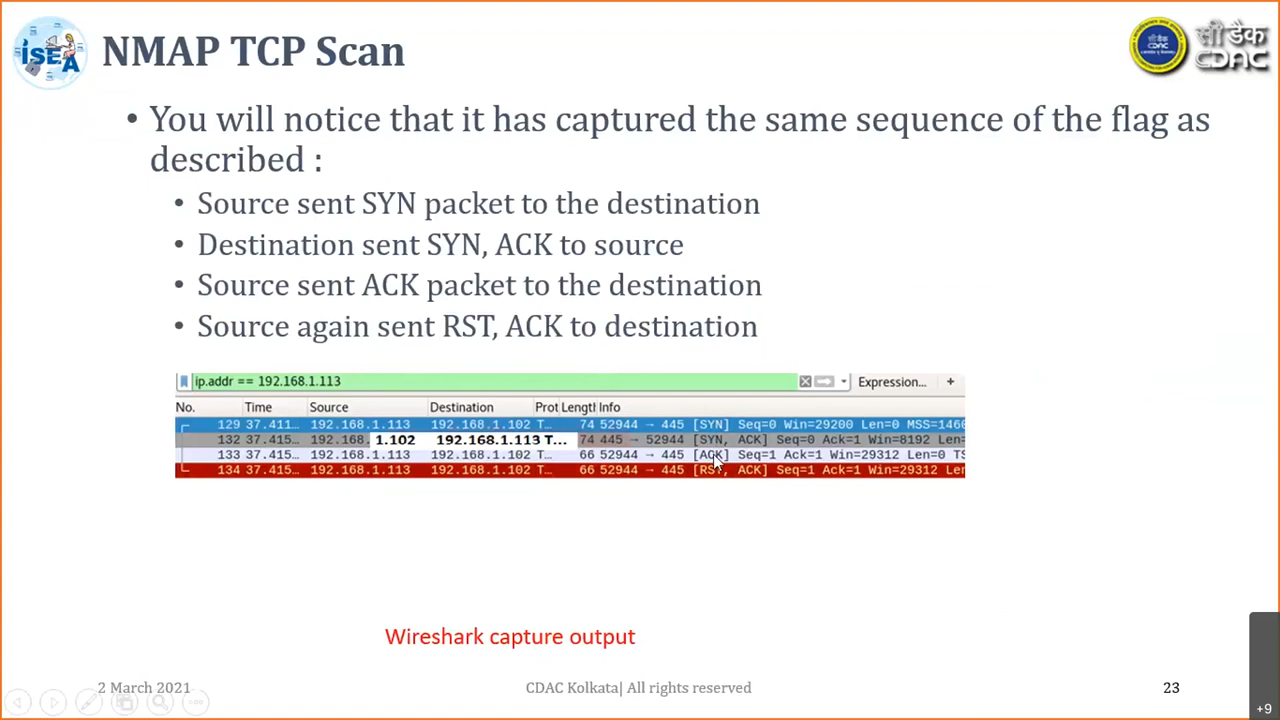 ISEA
NMAP TCP Scan
सी डैक
CDAC
• You will notice that it has captured the same sequence of the flag as
described :
• Source sent SYN packet to the destination
• Destination sent SYN, ACK to source
• Source sent ACK packet to the destination
• Source again sent RST, ACK to destination
ip.addr == 192.168.1.113 Expression... +
No. Time Source Destination Prot Length Info
129 37.411... 192.168.1.113 192.168.1.102 T... 74 52944 → 445 [SYN] Seq=0 Win=29200 Len=0 MSS=1460
132 37.415... 192.168. 1.102 192.168.1.113 T... 74 445 → 52944 [SYN, ACK] Seq=0 Ack=1 Win=8192 Len=
133 37.415... 192.168.1.113 192.168.1.102 T... 66 52944 → 445 [ACK] Seq=1 Ack=1 Win=29312 Len=0 TS
134 37.415... 192.168.1.113 192.168.1.102 T... 66 52944 → 445 [RST, ACK] Seq=1 Ack=1 Win=29312 Len
Wireshark capture output
2 March 2021
CDAC Kolkata| All rights reserved
23
+9